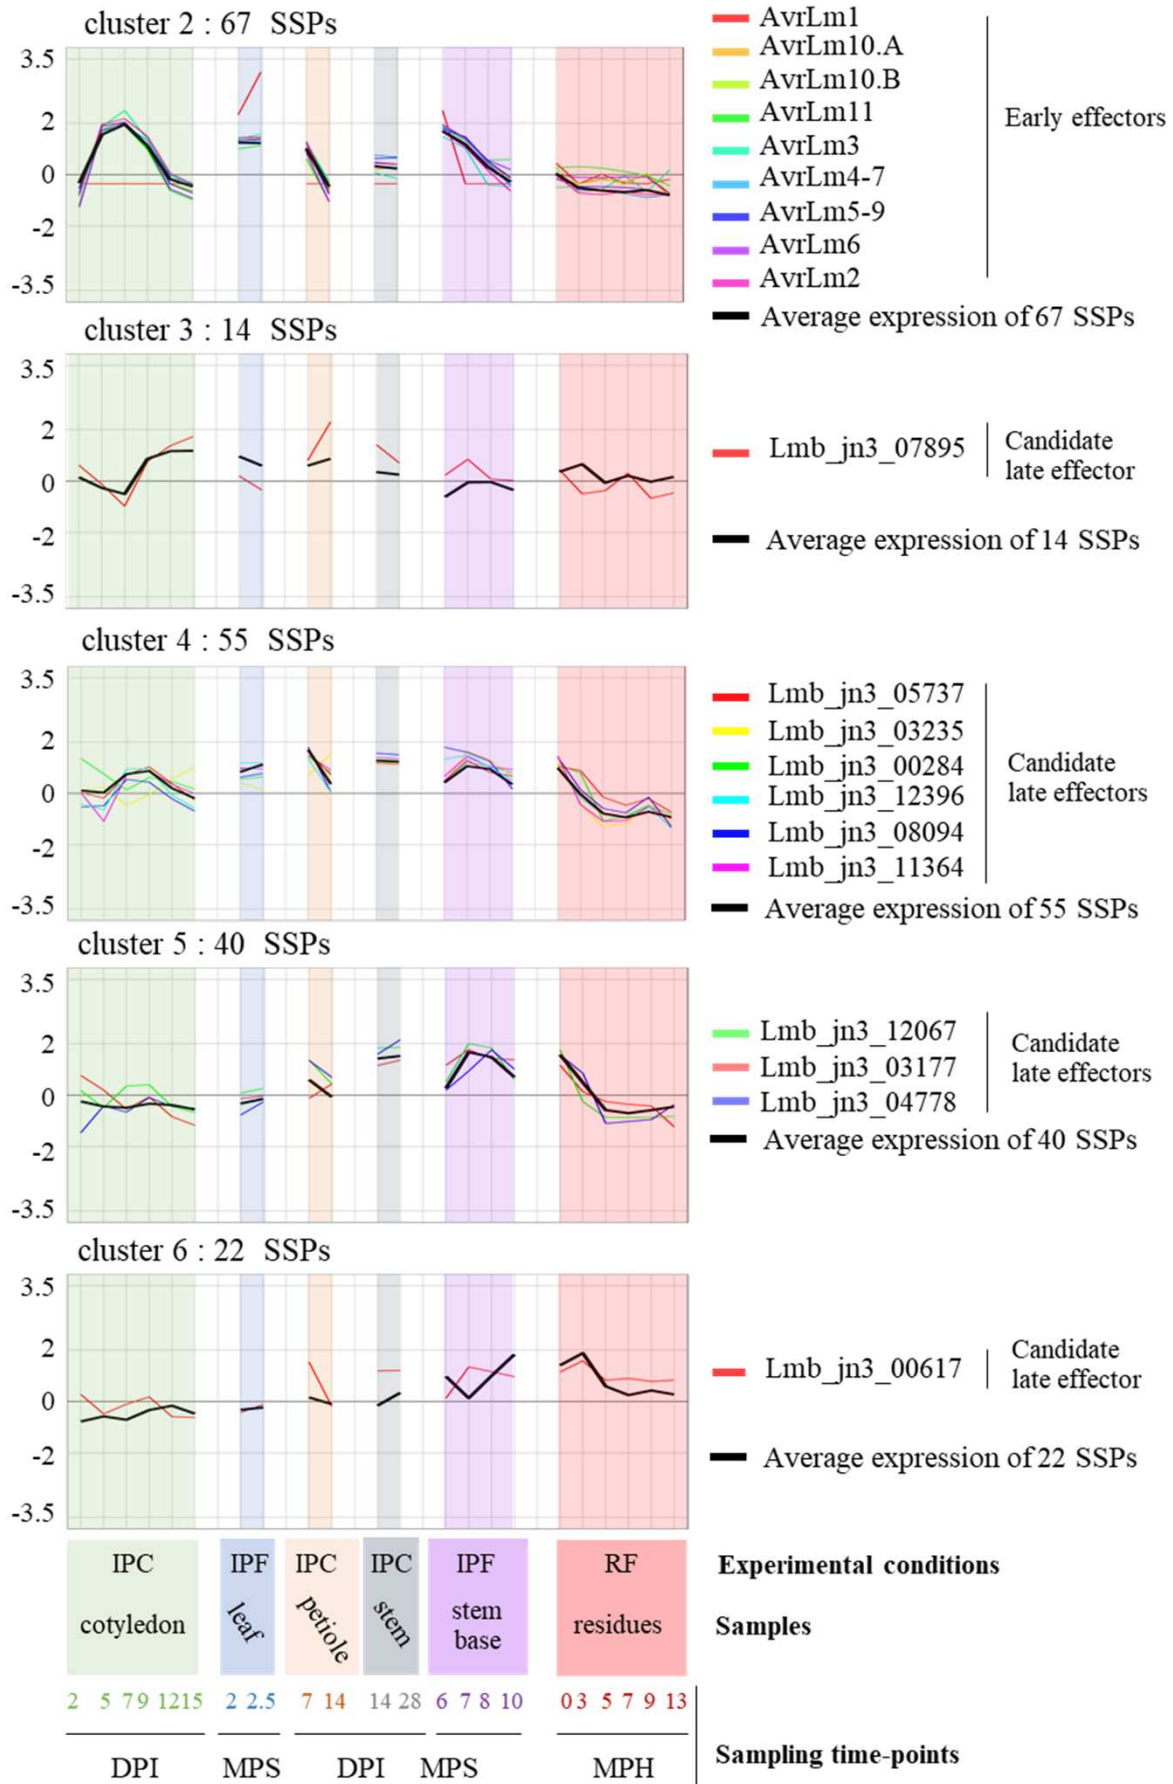 cluster 2 : 67 SSPs
3.5
2
0
-2
-3.5
AvrLm1
AvrLm10.A
AvrLm10.B
AvrLm11
AvrLm3
AvrLm4-7
AvrLm5-9
AvrLm6
AvrLm2
Early effectors
Average expression of 67 SSPs
cluster 3 : 14 SSPs
3.5
2
0
-2
-3.5
Lmb_jn3_07895
Candidate
late effector
Average expression of 14 SSPs
cluster 4 : 55 SSPs
3.5
2
0
-2
-3.5
Lmb_jn3_05737
Lmb_jn3_03235
Lmb_jn3_00284
Lmb_jn3_12396
Lmb_jn3_08094
Lmb_jn3_11364
Candidate
late effectors
Average expression of 55 SSPs
cluster 5 : 40 SSPs
3.5
2
0
-2
-3.5
Lmb_jn3_12067
Lmb_jn3_03177
Lmb_jn3_04778
Candidate
late effectors
Average expression of 40 SSPs
cluster 6 : 22 SSPs
3.5
2
0
-2
-3.5
Lmb_jn3_00617
Candidate
late effector
Average expression of 22 SSPs
IPC IPF IPC IPC IPF RF Experimental conditions
cotyledon leaf petiole stem stem base residues Samples
2 5 7 9 12 15 2 2.5 7 14 14 28 6 7 8 10 0 3 5 7 9 13
DPI MPS DPI MPS MPH Sampling time-points